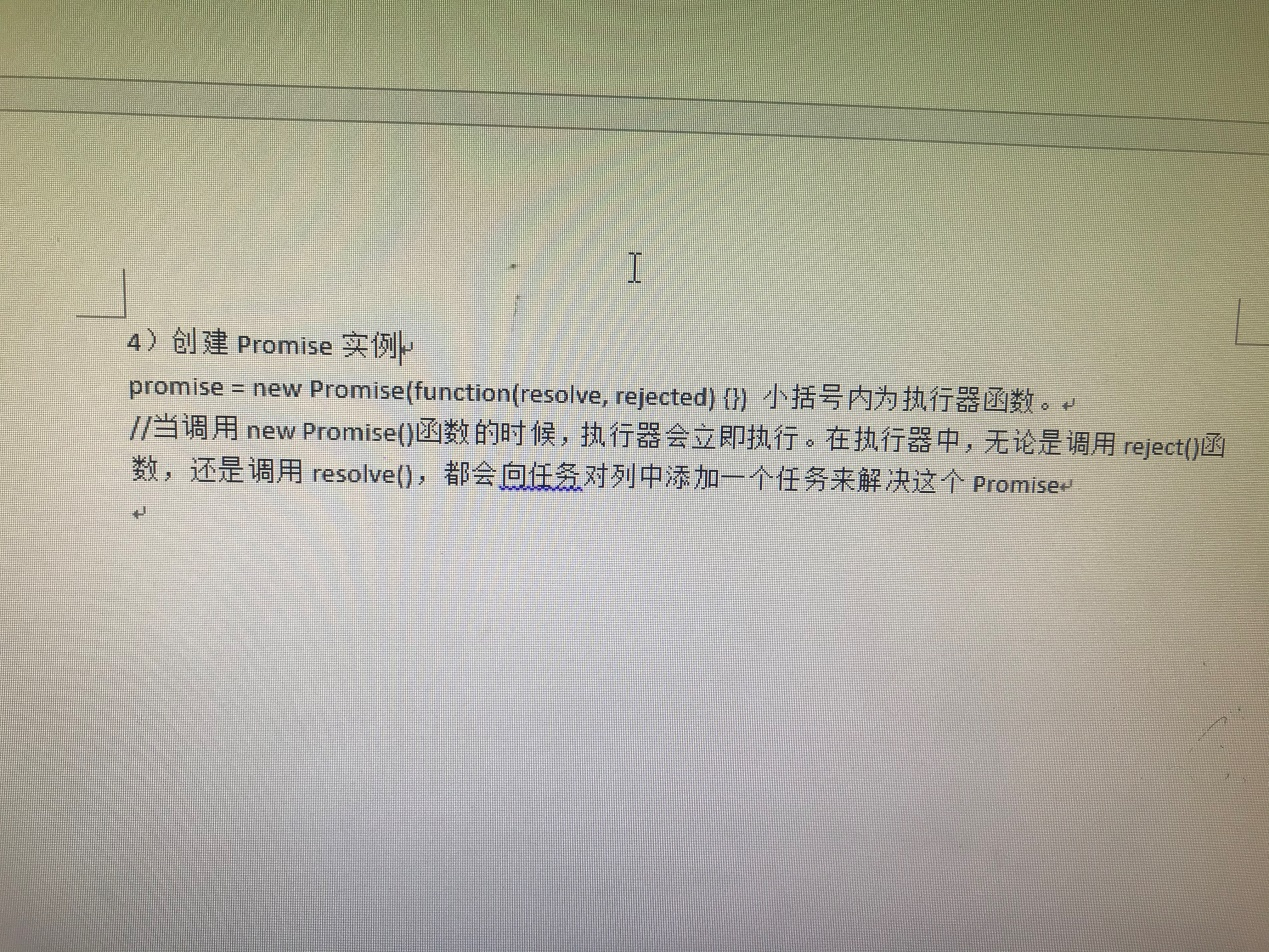 4）创建 Promise 实例
promise = new Promise(function(resolve, rejected) {})  小括号内为执行器函数。
//当调用 new Promise()函数的时候，执行器会立即执行。在执行器中，无论是调用 reject()函
数，还是调用 resolve()，都会向任务对列中添加一个任务来解决这个 Promise